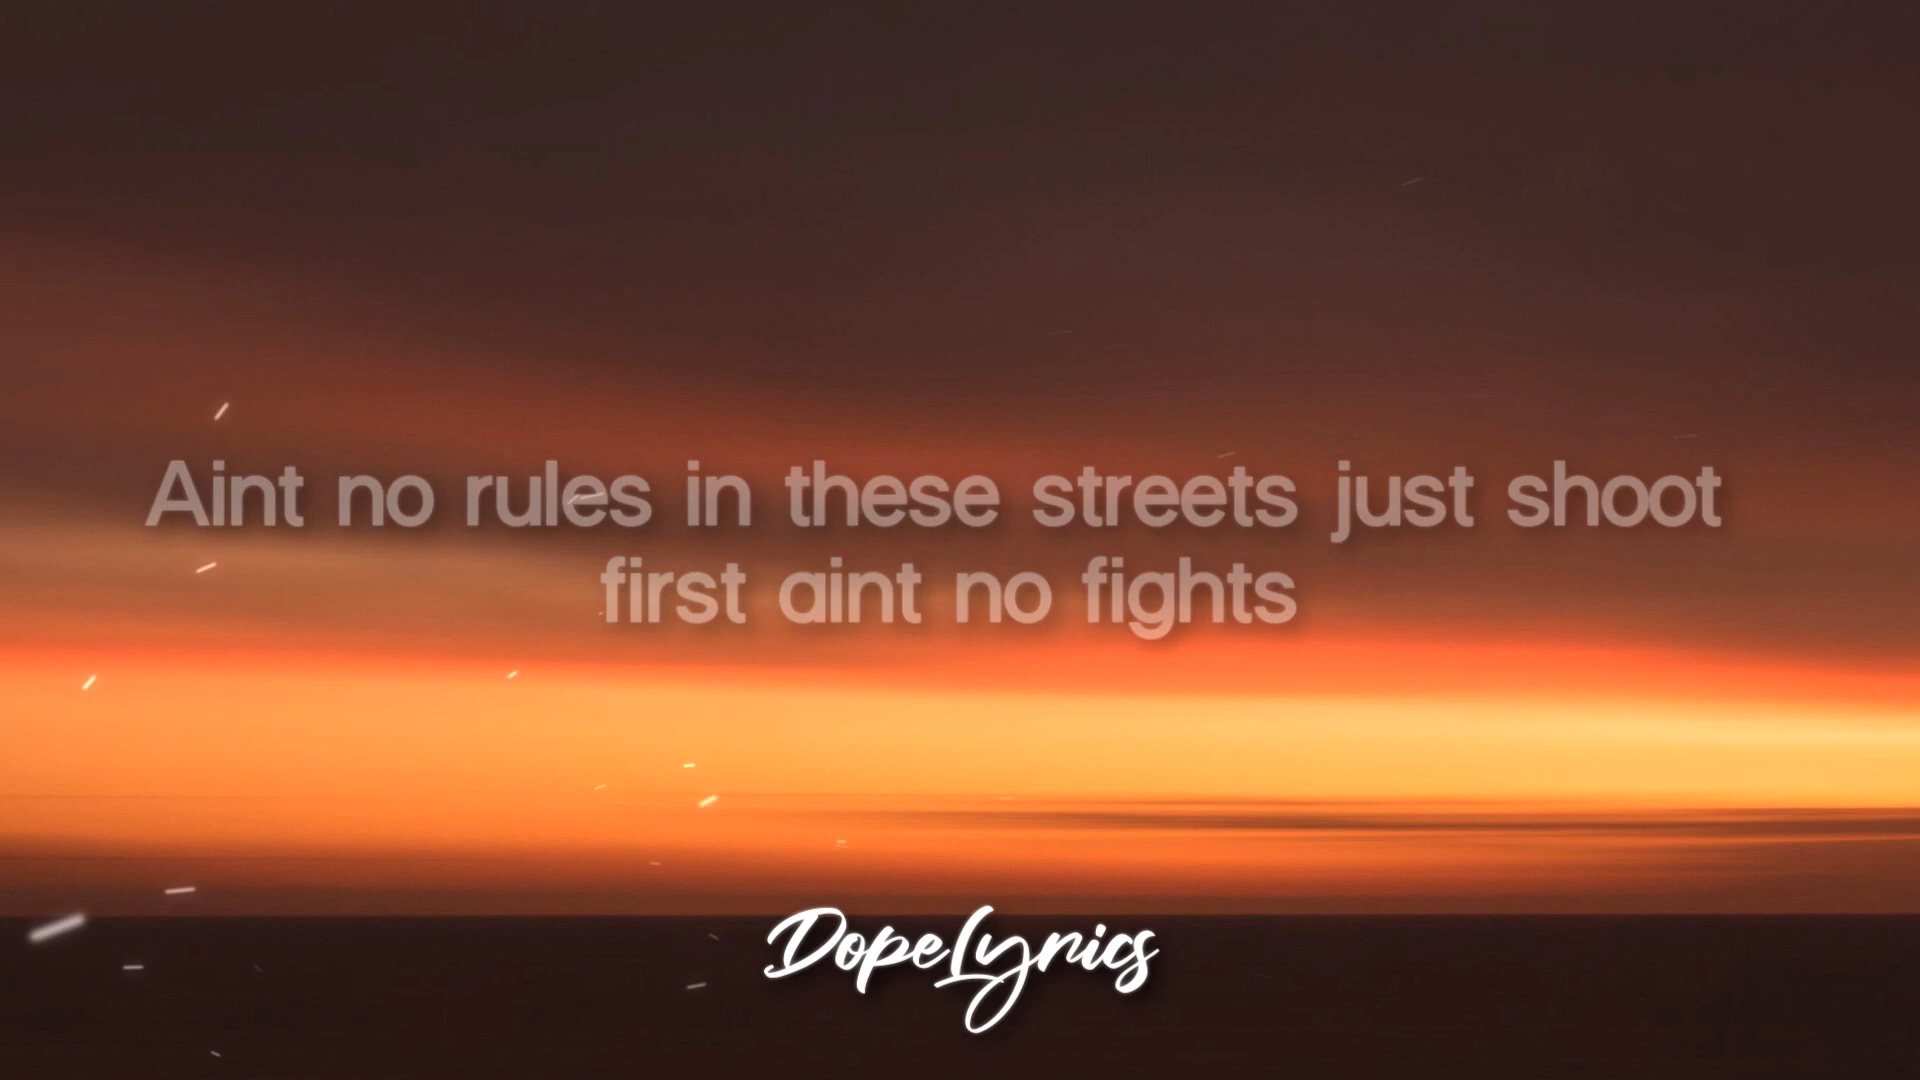 Aint no rules in these streets just shoot
first aint no fights
DopeLyrics